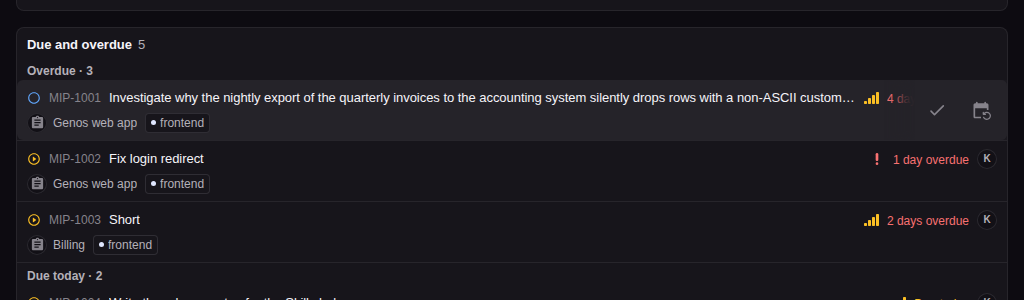 Due and overdue 5
Overdue · 3
MIP-1001 Investigate why the nightly export of the quarterly invoices to the accounting system silently drops rows with a non-ASCII custom… 4 da
Genos web app frontend
MIP-1002 Fix login redirect 1 day overdue K
Genos web app frontend
MIP-1003 Short 2 days overdue K
Billing frontend
Due today · 2